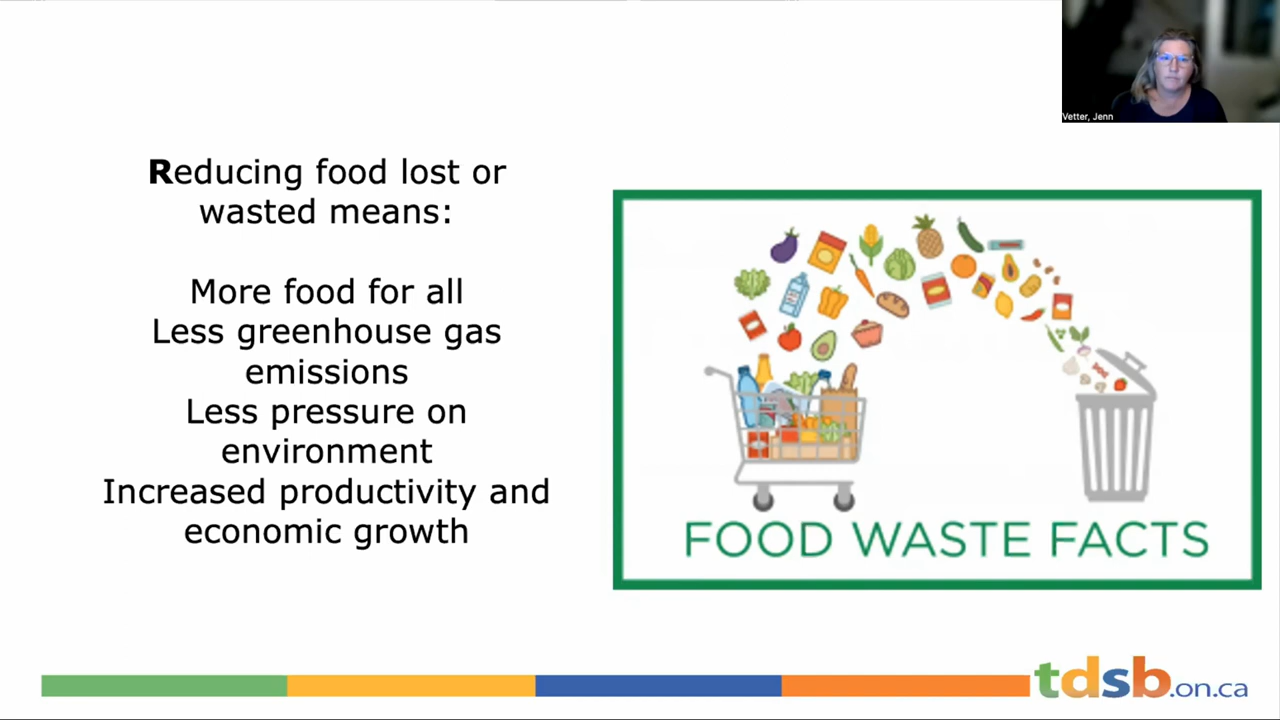 Vetter, Jenn
Reducing food lost or
wasted means:
More food for all
Less greenhouse gas
emissions
Less pressure on
environment
Increased productivity and
economic growth
FOOD WASTE FACTS
tdsb.on.ca